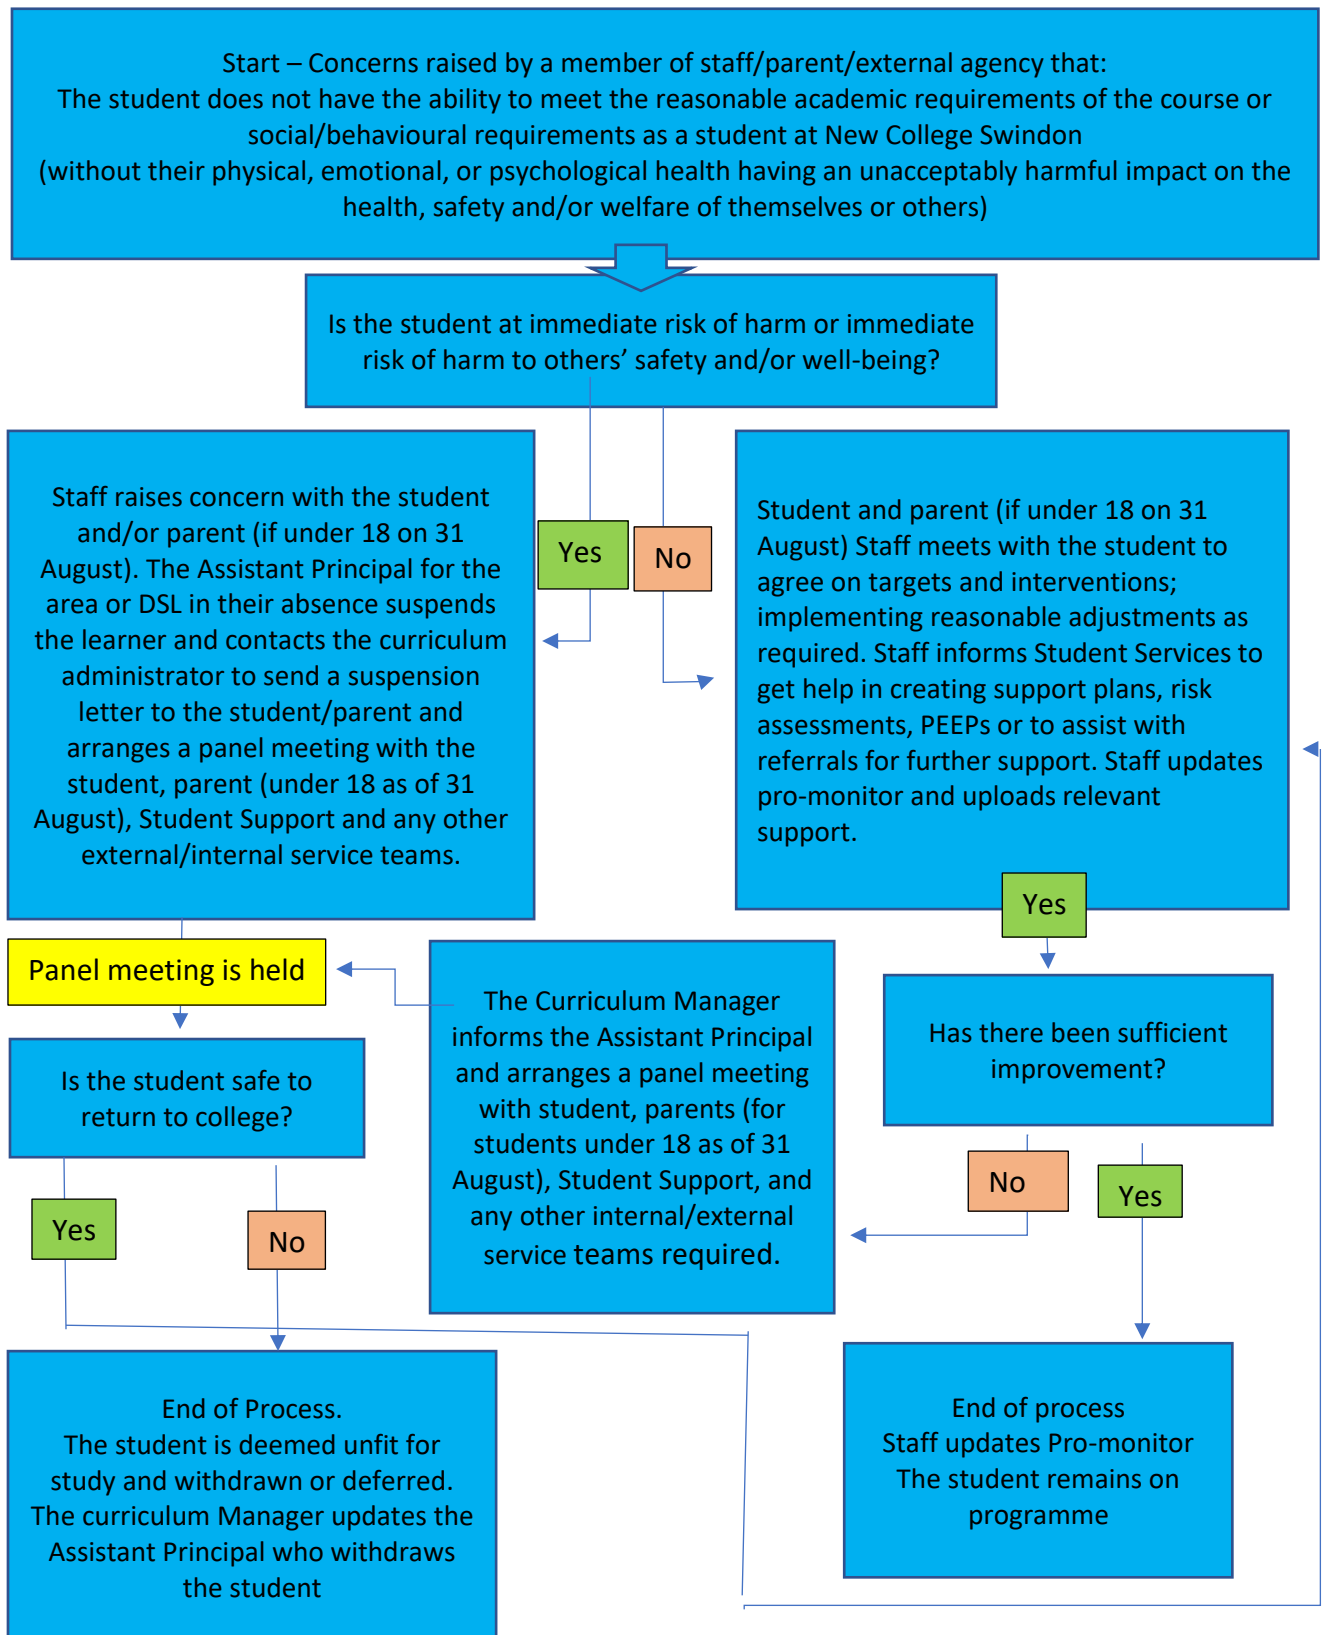 Start – Concerns raised by a member of staff/parent/external agency that:
The student does not have the ability to meet the reasonable academic requirements of the course or
social/behavioural requirements as a student at New College Swindon
(without their physical, emotional, or psychological health having an unacceptably harmful impact on the
health, safety and/or welfare of themselves or others)
Is the student at immediate risk of harm or immediate
risk of harm to others’ safety and/or well-being?
Staff raises concern with the student
and/or parent (if under 18 on 31
August). The Assistant Principal for the
area or DSL in their absence suspends
the learner and contacts the curriculum
administrator to send a suspension
letter to the student/parent and
arranges a panel meeting with the
student, parent (under 18 as of 31
August), Student Support and any other
external/internal service teams.
Yes
No
Student and parent (if under 18 on 31
August) Staff meets with the student to
agree on targets and interventions;
implementing reasonable adjustments as
required. Staff informs Student Services to
get help in creating support plans, risk
assessments, PEEPs or to assist with
referrals for further support. Staff updates
pro-monitor and uploads relevant
support.
Yes
Panel meeting is held
The Curriculum Manager
informs the Assistant Principal
and arranges a panel meeting
with student, parents (for
students under 18 as of 31
August), Student Support, and
any other internal/external
service teams required.
Has there been sufficient
improvement?
Is the student safe to
return to college?
No
Yes
Yes
No
End of Process.
The student is deemed unfit for
study and withdrawn or deferred.
The curriculum Manager updates the
Assistant Principal who withdraws
the student
End of process
Staff updates Pro-monitor
The student remains on
programme